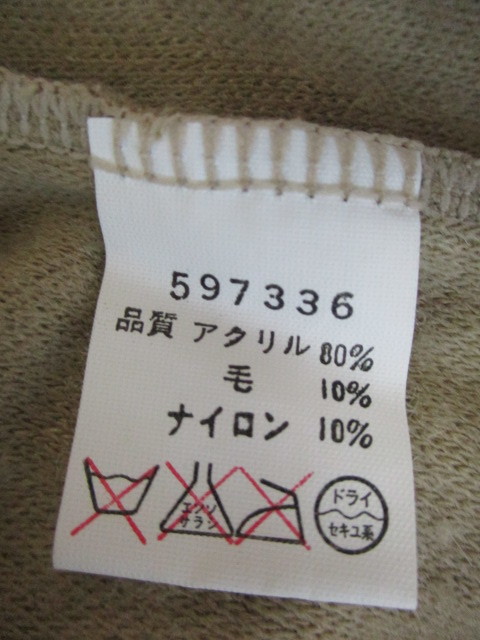 597336
品質 アクリル 80%
毛 10%
ナイロン 10%
エンソ
サラシ
ドライ
セキユ系